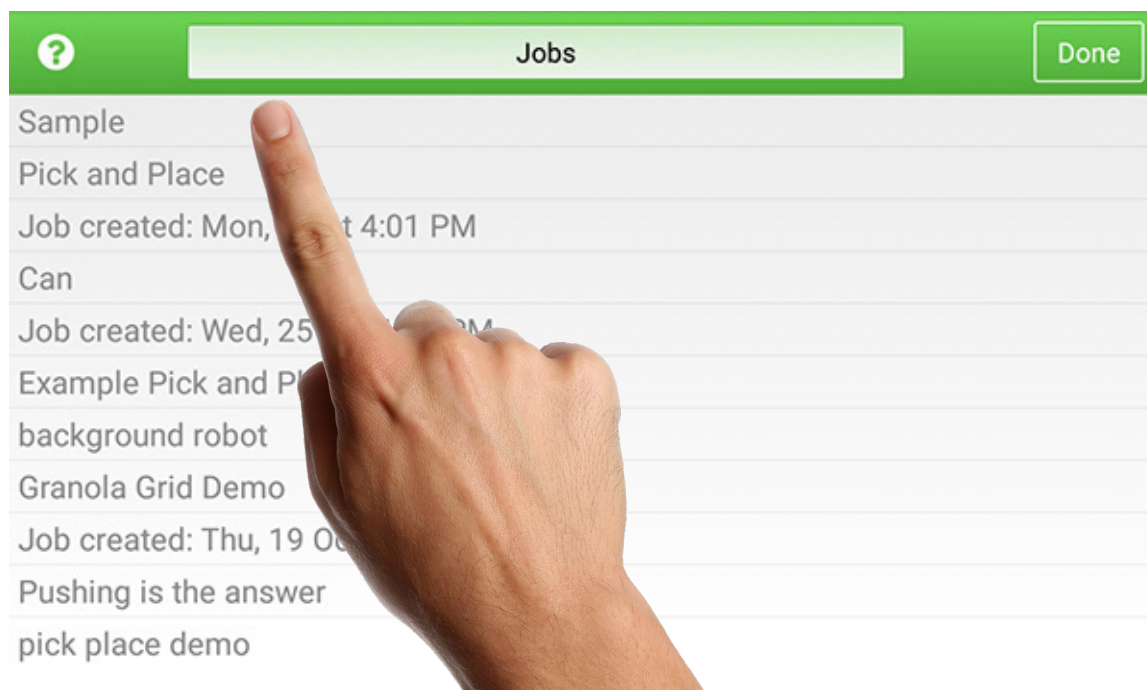 ?
Jobs
Done
Sample
Pick and Place
Job created: Mon, t 4:01 PM
Can
Job created: Wed, 25 PM
Example Pick and
background robot
Granola Grid Demo
Job created: Thu, 19
Pushing is the answer
pick place demo